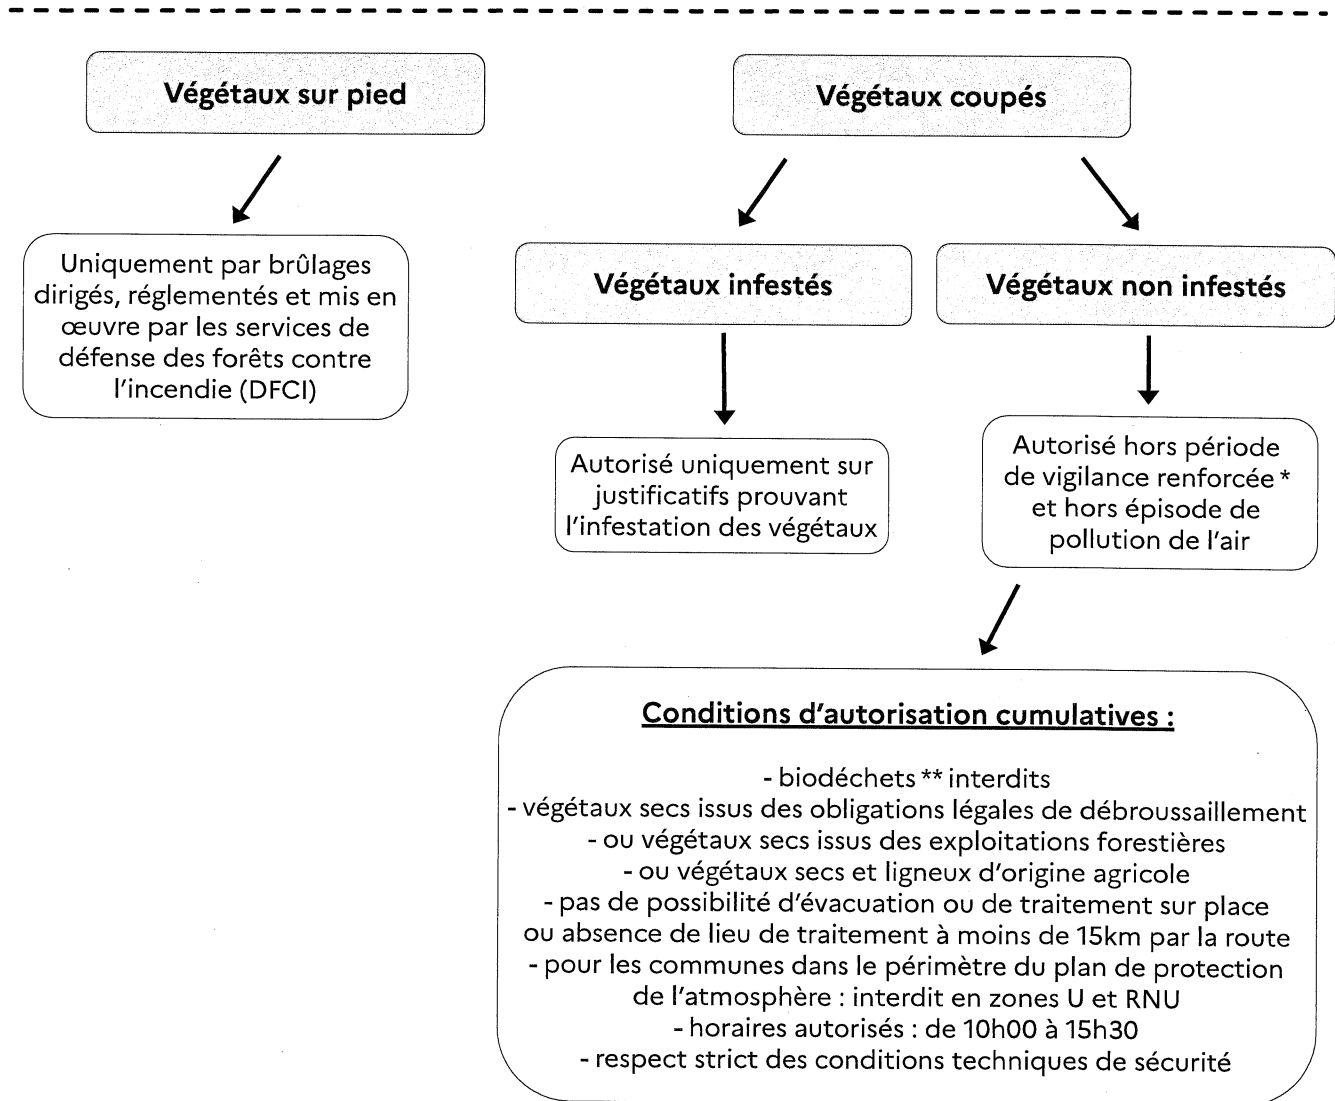 Végétaux sur pied
Uniquement par brûlages
dirigés, réglementés et mis en
œuvre par les services de
défense des forêts contre
l'incendie (DFCI)
Végétaux coupés
Végétaux infestés
Autorisé uniquement sur
justificatifs prouvant
l'infestation des végétaux
Végétaux non infestés
Autorisé hors période
de vigilance renforcée *
et hors épisode de
pollution de l'air
Conditions d'autorisation cumulatives :
- biodéchets ** interdits
- végétaux secs issus des obligations légales de débroussaillement
- ou végétaux secs issus des exploitations forestières
- ou végétaux secs et ligneux d'origine agricole
- pas de possibilité d'évacuation ou de traitement sur place
ou absence de lieu de traitement à moins de 15km par la route
- pour les communes dans le périmètre du plan de protection
de l'atmosphère : interdit en zones U et RNU
- horaires autorisés : de 10h00 à 15h30
- respect strict des conditions techniques de sécurité